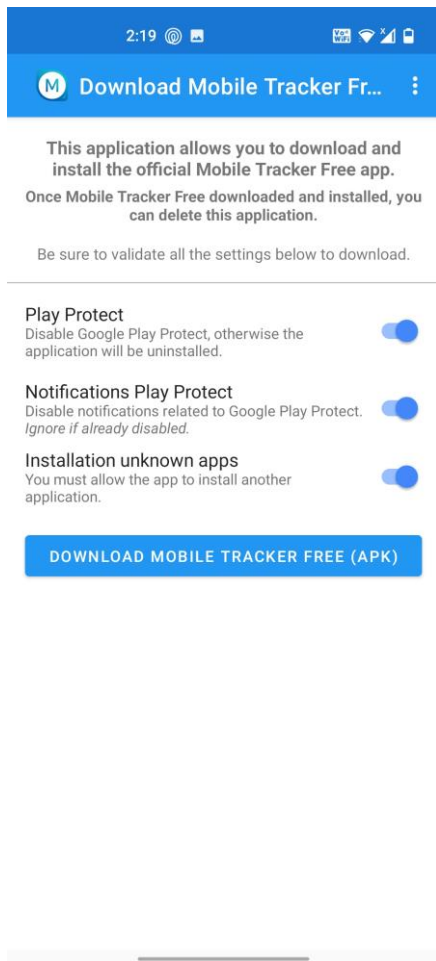 2:19
Vo WiFi
Download Mobile Tracker Fr...
This application allows you to download and
install the official Mobile Tracker Free app.
Once Mobile Tracker Free downloaded and installed, you
can delete this application.
Be sure to validate all the settings below to download.
Play Protect
Disable Google Play Protect, otherwise the
application will be uninstalled.
Notifications Play Protect
Disable notifications related to Google Play Protect.
Ignore if already disabled.
Installation unknown apps
You must allow the app to install another
application.
DOWNLOAD MOBILE TRACKER FREE (APK)